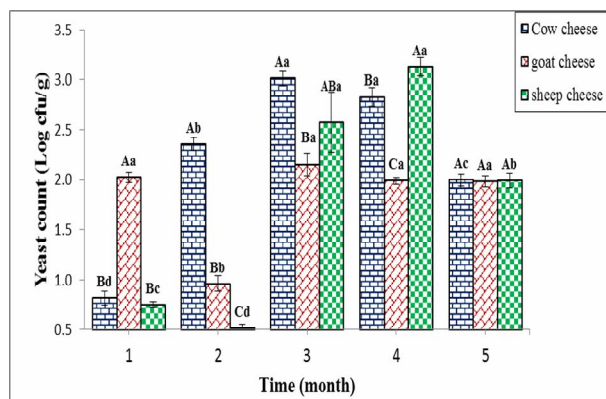 Yeast count (Log cfu/g)
3.5
3.0
2.5
2.0
1.5
1.0
0.5
Bd Aa Bc
Ab Bb Cd
Aa Ba ABa
Ba Ca Aa
Ac Aa Ab
1 2 3 4 5
Time (month)
Cow cheese
goat cheese
sheep cheese